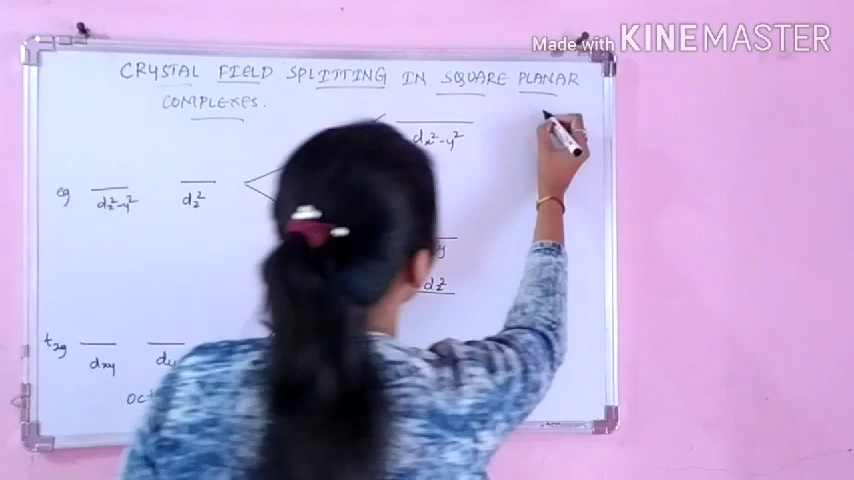 Made with KINEMASTER
CRYSTAL FIELD SPLITTING IN SQUARE PLANAR
COMPLEXES.
dx²-y²
eg dx²-y² dz²
y
dz²
t2g dxy